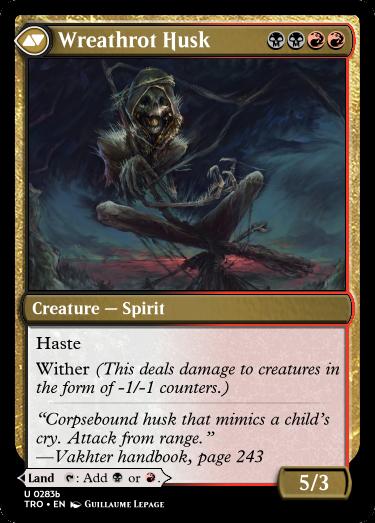 Wreathrot Husk
Creature — Spirit
Haste
Wither (This deals damage to creatures in
the form of -1/-1 counters.)
“Corpsebound husk that mimics a child’s
cry. Attack from range.”
—Vakhter handbook, page 243
Land : Add or .
5/3
U 0283b
TRO • EN Guillaume Lepage